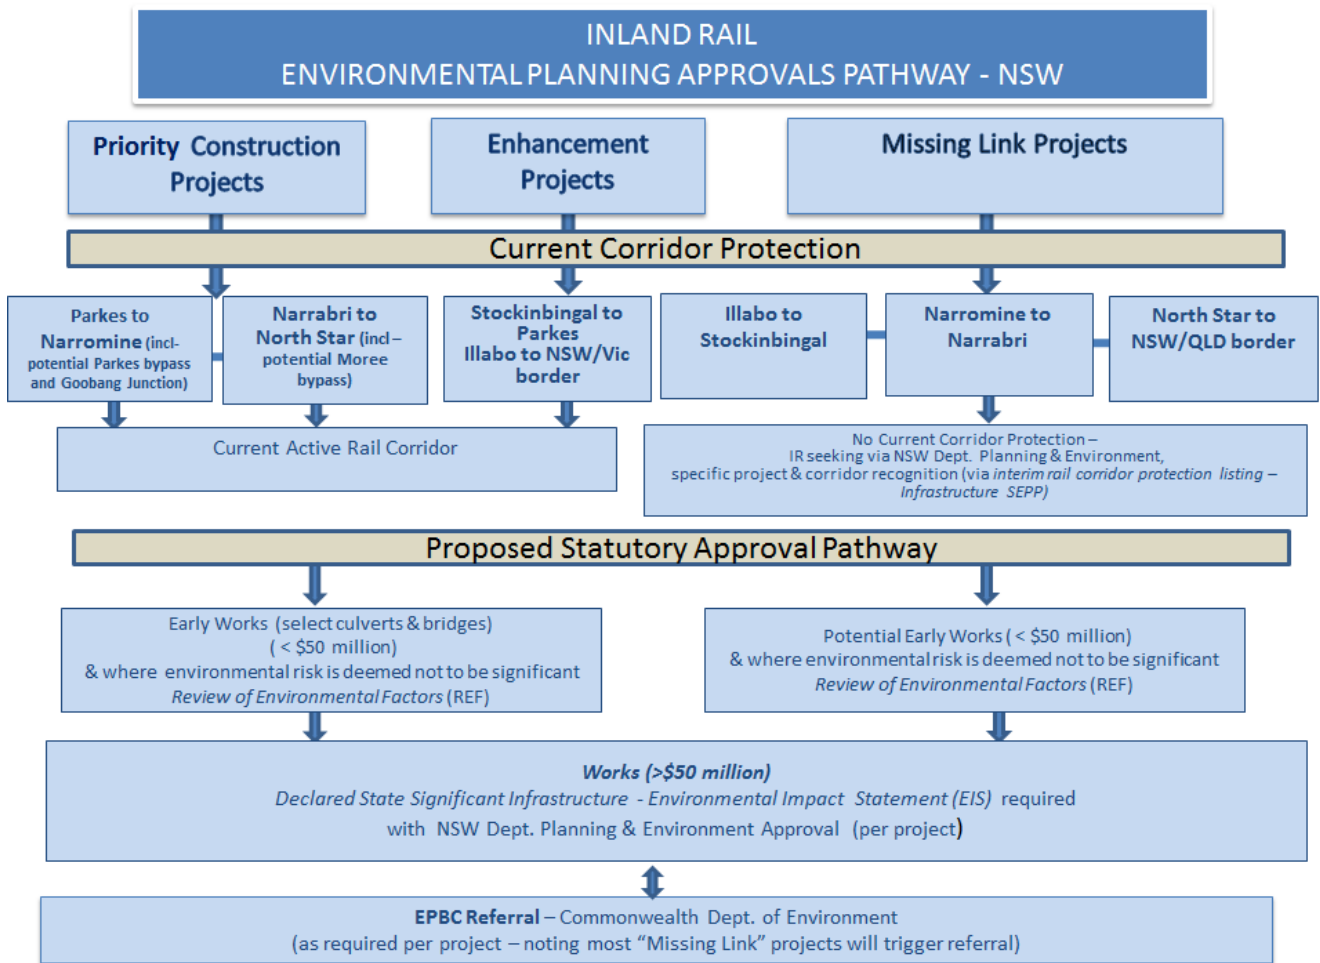 INLAND RAIL
ENVIRONMENTAL PLANNING APPROVALS PATHWAY - NSW
Priority Construction
Projects
Enhancement
Projects
Missing Link Projects
Current Corridor Protection
Parkes to
Narromine (incl-
potential Parkes bypass
and Goobang Junction)
Narrabri to
North Star (incl –
potential Moree
bypass)
Stockinbingal to
Parkes
Illabo to NSW/Vic
border
Illabo to
Stockinbingal
Narromine to
Narrabri
North Star to
NSW/QLD border
Current Active Rail Corridor
No Current Corridor Protection –
IR seeking via NSW Dept. Planning & Environment,
specific project & corridor recognition (via interim rail corridor protection listing –
Infrastructure SEPP)
Proposed Statutory Approval Pathway
Early Works (select culverts & bridges)
( < $50 million)
& where environmental risk is deemed not to be significant
Review of Environmental Factors (REF)
Potential Early Works ( < $50 million)
& where environmental risk is deemed not to be significant
Review of Environmental Factors (REF)
Works (>$50 million)
Declared State Significant Infrastructure - Environmental Impact Statement (EIS) required
with NSW Dept. Planning & Environment Approval (per project)
EPBC Referral – Commonwealth Dept. of Environment
(as required per project – noting most “Missing Link” projects will trigger referral)